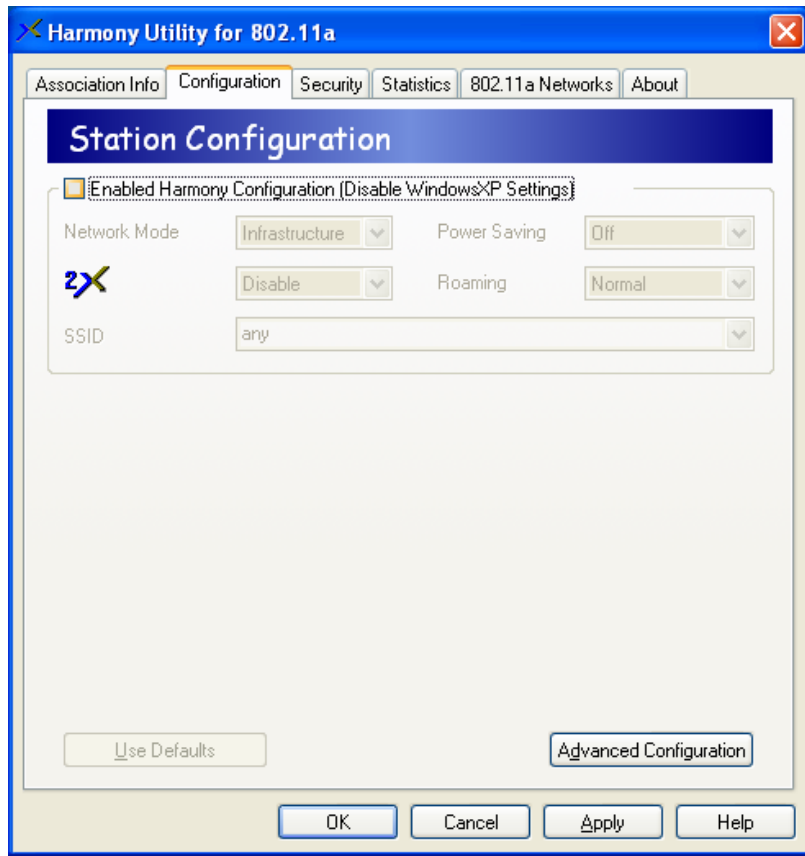 Harmony Utility for 802.11a
Association Info Configuration Security Statistics 802.11a Networks About
Station Configuration
Enabled Harmony Configuration (Disable WindowsXP Settings)
Network Mode Infrastructure Power Saving Off
2X Disable Roaming Normal
SSID any
Use Defaults Advanced Configuration
OK Cancel Apply Help